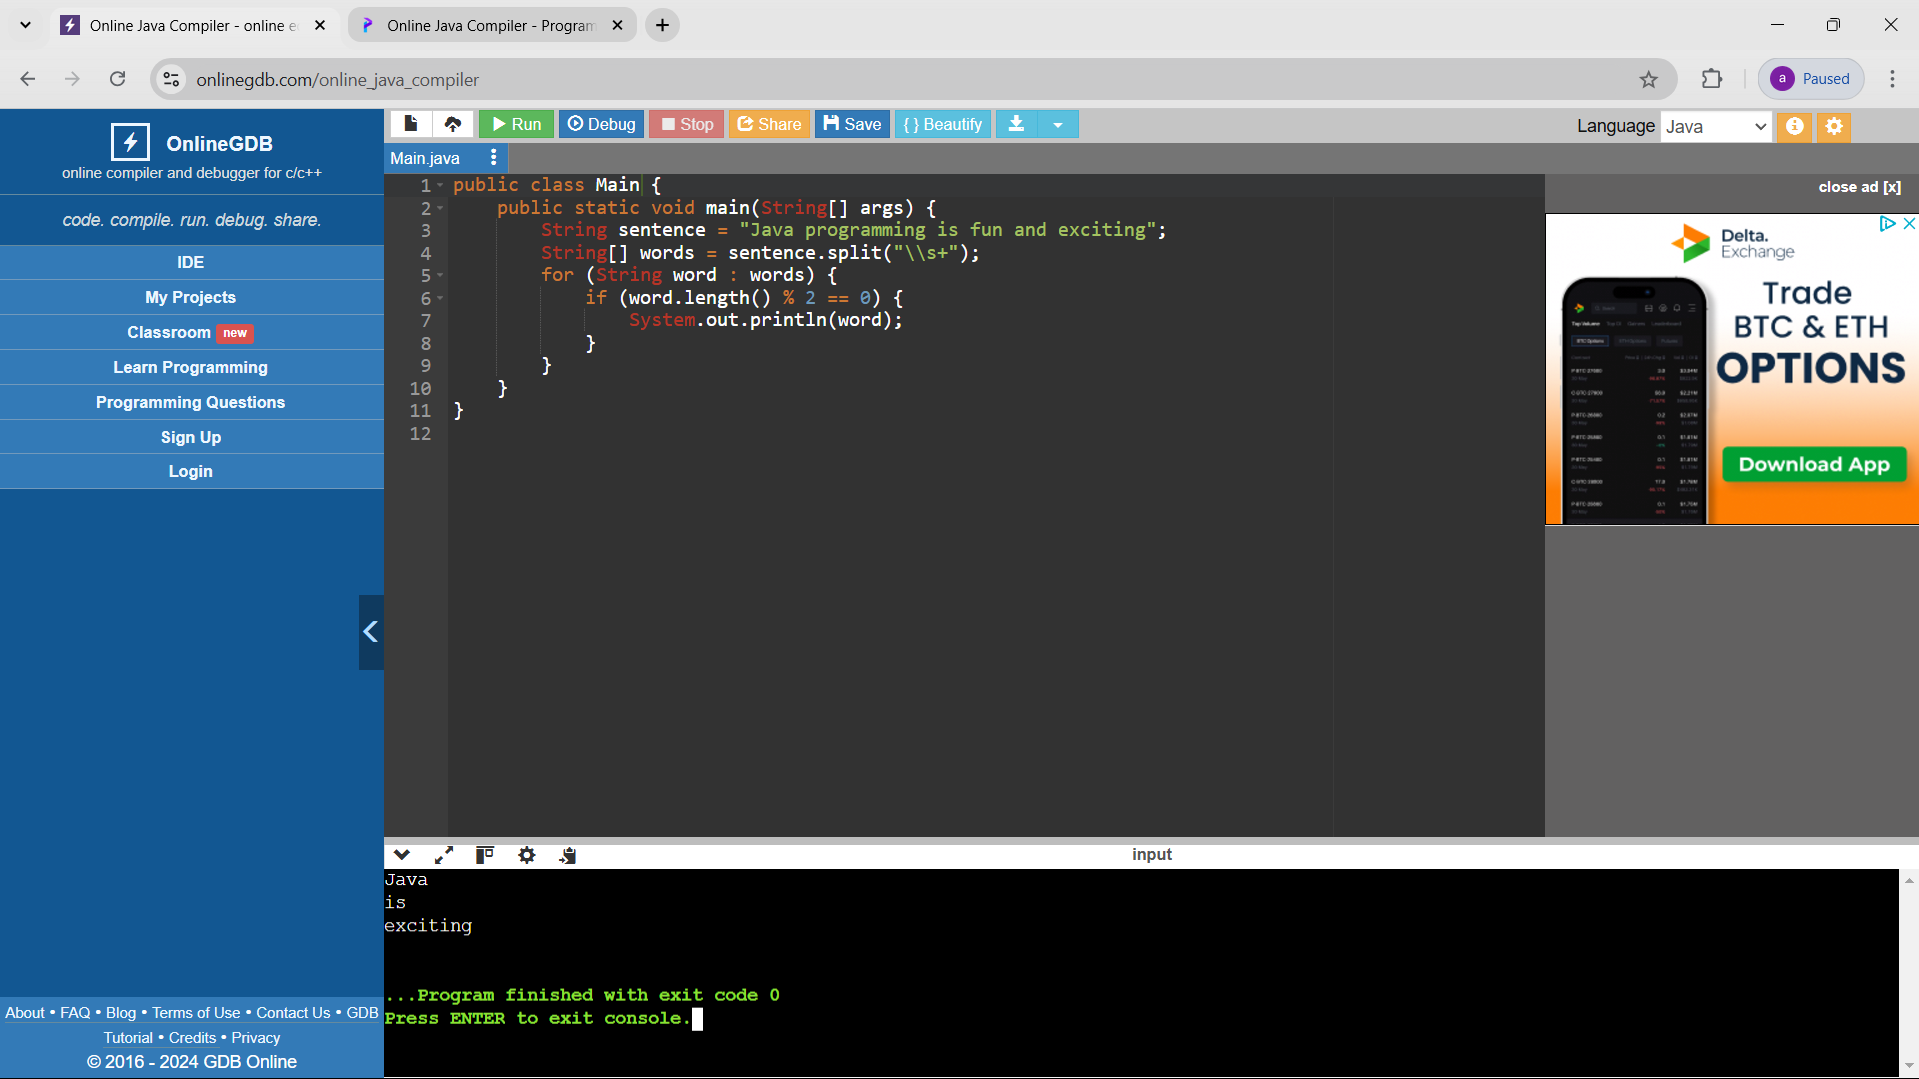 Online Java Compiler - online e
Online Java Compiler - Program
onlinegdb.com/online_java_compiler
a Paused
OnlineGDB
online compiler and debugger for c/c++
code. compile. run. debug. share.
IDE
My Projects
Classroom new
Learn Programming
Programming Questions
Sign Up
Login
About • FAQ • Blog • Terms of Use • Contact Us • GDB
Tutorial • Credits • Privacy
© 2016 - 2024 GDB Online
Run Debug Stop Share Save { } Beautify
Language Java
Main.java
1 public class Main {
2     public static void main(String[] args) {
3         String sentence = "Java programming is fun and exciting";
4         String[] words = sentence.split("\\s+");
5         for (String word : words) {
6             if (word.length() % 2 == 0) {
7                 System.out.println(word);
8             }
9         }
10     }
11 }
12
close ad [x]
Delta.
Exchange
Trade
BTC & ETH
OPTIONS
Download App
input
Java
is
exciting
...Program finished with exit code 0
Press ENTER to exit console.